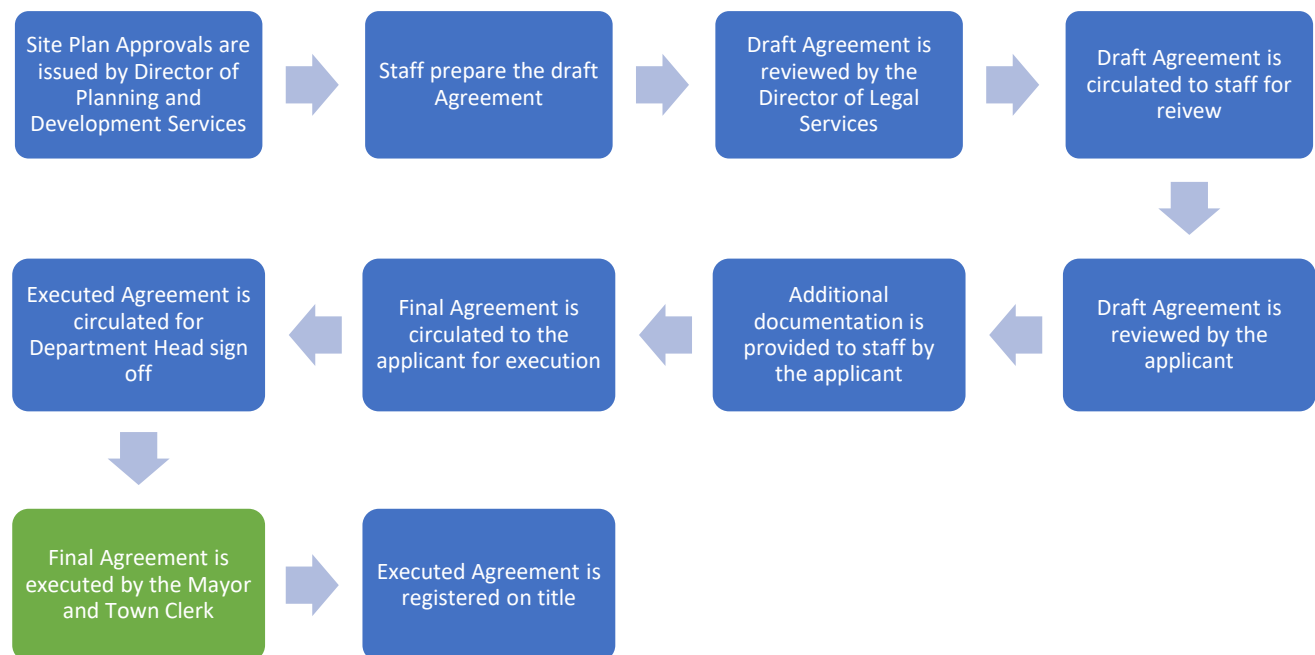 Site Plan Approvals are
issued by Director of
Planning and
Development Services
Staff prepare the draft
Agreement
Draft Agreement is
reviewed by the
Director of Legal
Services
Draft Agreement is
circulated to staff for
reivew
Draft Agreement is
reviewed by the
applicant
Additional
documentation is
provided to staff by
the applicant
Final Agreement is
circulated to the
applicant for execution
Executed Agreement is
circulated for
Department Head sign
off
Final Agreement is
executed by the Mayor
and Town Clerk
Executed Agreement is
registered on title